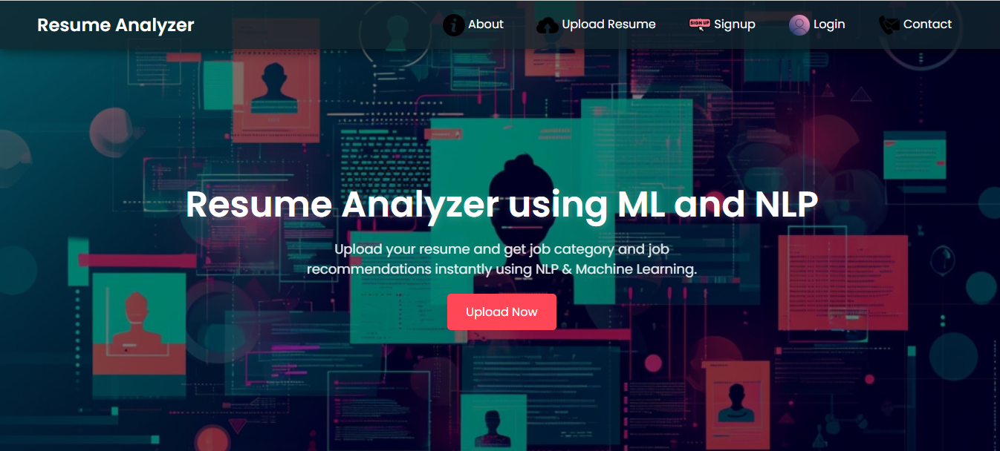 Resume Analyzer
About
Upload Resume
SIGN UP
Signup
Login
Contact
Resume Analyzer using ML and NLP
Upload your resume and get job category and job
recommendations instantly using NLP & Machine Learning.
Upload Now